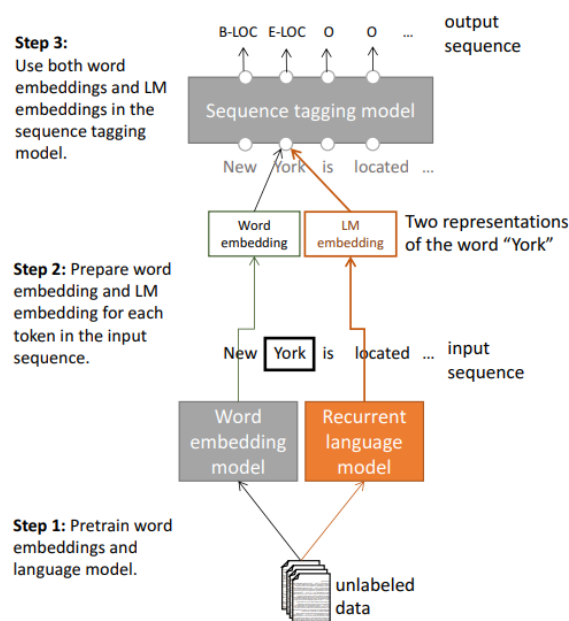 Step 3:
Use both word
embeddings and LM
embeddings in the
sequence tagging
model.
B-LOC E-LOC O O ...
output
sequence
Sequence tagging model
New York is located ...
Word
embedding
LM
embedding
Two representations
of the word “York”
Step 2: Prepare word
embedding and LM
embedding for each
token in the input
sequence.
New York is located ...
input
sequence
Word
embedding
model
Recurrent
language
model
Step 1: Pretrain word
embeddings and
language model.
unlabeled
data